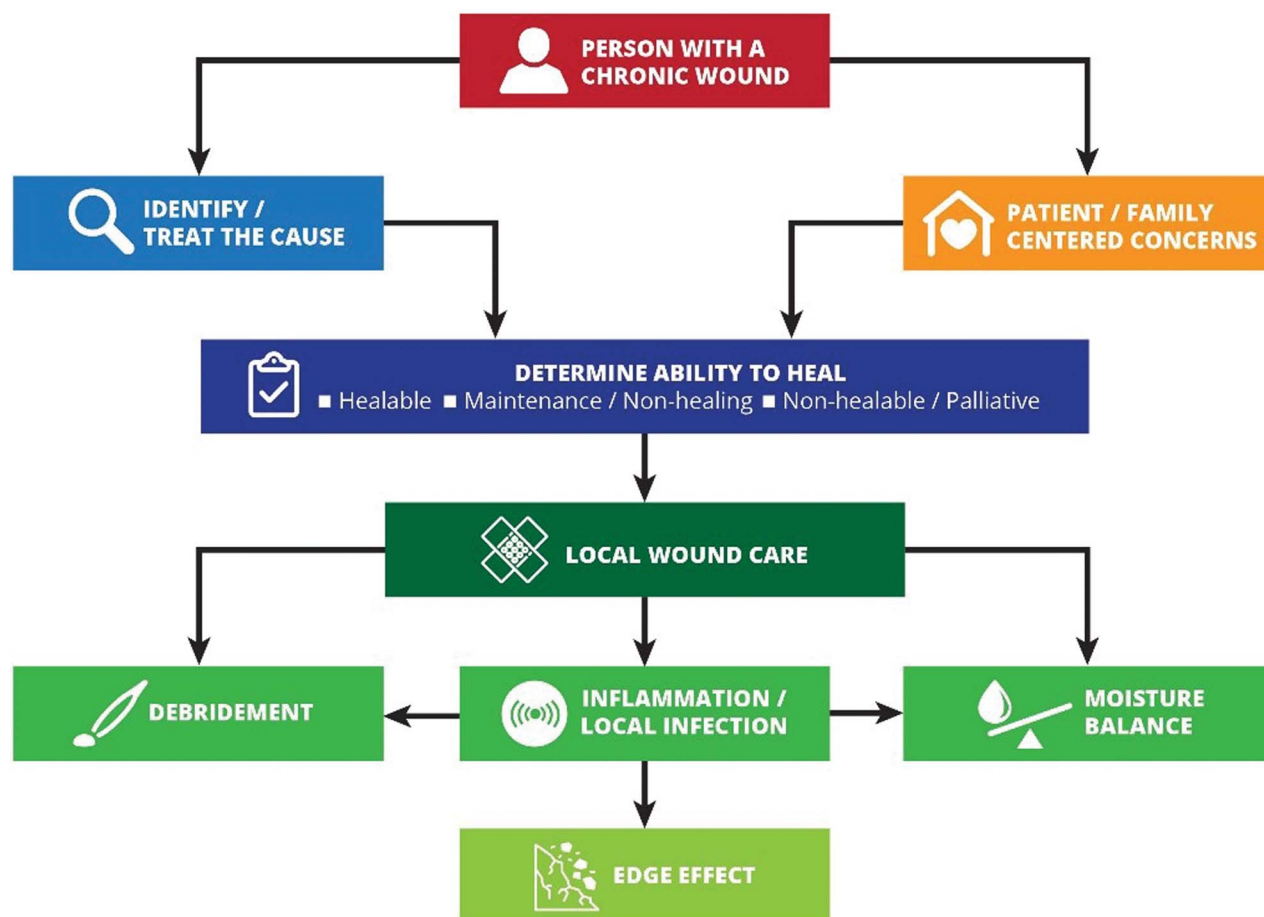 PERSON WITH A
CHRONIC WOUND
IDENTIFY /
TREAT THE CAUSE
PATIENT / FAMILY
CENTERED CONCERNS
DETERMINE ABILITY TO HEAL
■ Healable ■ Maintenance / Non-healing ■ Non-healable / Palliative
LOCAL WOUND CARE
DEBRIDEMENT
INFLAMMATION /
LOCAL INFECTION
MOISTURE
BALANCE
EDGE EFFECT